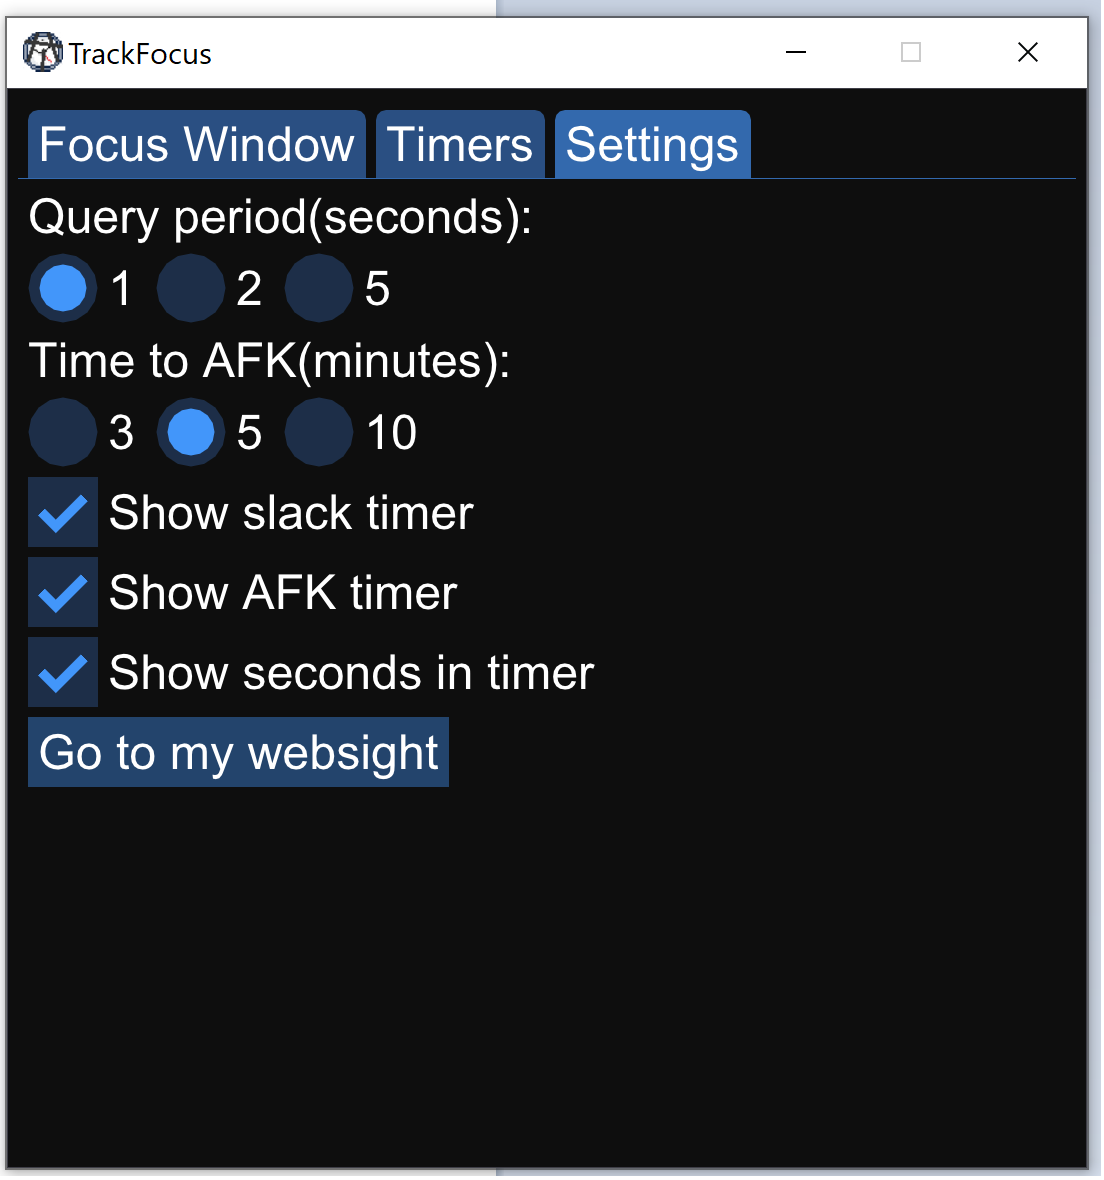 TrackFocus
Focus Window Timers Settings
Query period(seconds):
1 2 5
Time to AFK(minutes):
3 5 10
Show slack timer
Show AFK timer
Show seconds in timer
Go to my websight